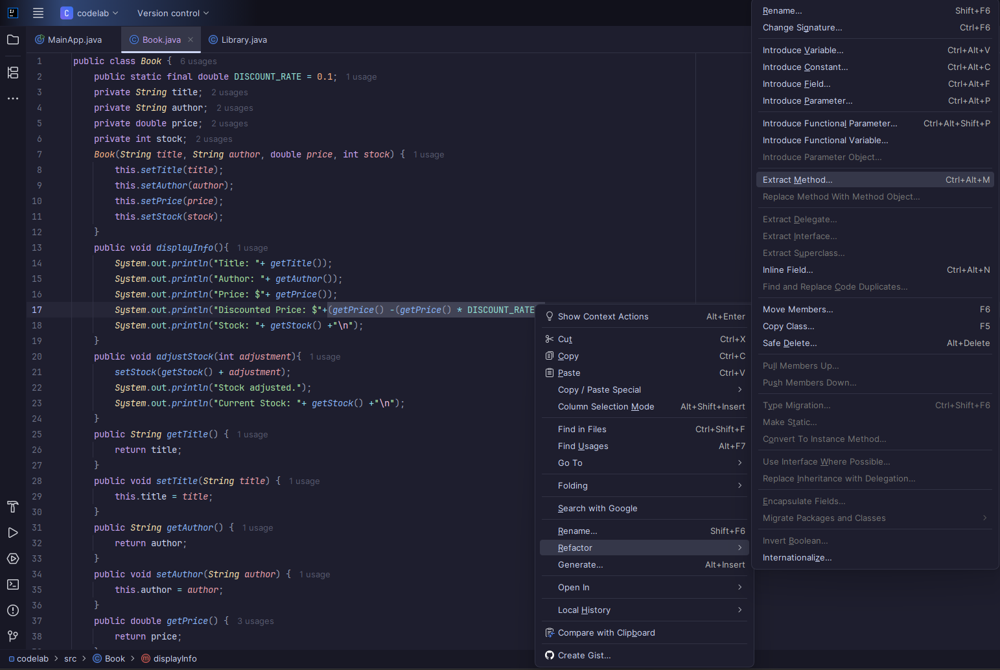 C codelab Version control
MainApp.java Book.java Library.java
1 public class Book { 6 usages
2 public static final double DISCOUNT_RATE = 0.1; 1 usage
3 private String title; 2 usages
4 private String author; 2 usages
5 private double price; 2 usages
6 private int stock; 2 usages
7 Book(String title, String author, double price, int stock) { 1 usage
8 this.setTitle(title);
9 this.setAuthor(author);
10 this.setPrice(price);
11 this.setStock(stock);
12 }
13 public void displayInfo(){ 1 usage
14 System.out.println("Title: "+ getTitle());
15 System.out.println("Author: "+ getAuthor());
16 System.out.println("Price: $"+ getPrice());
17 System.out.println("Discounted Price: $"+(getPrice() -(getPrice() * DISCOUNT_RATE
18 System.out.println("Stock: "+ getStock() +"\n");
19 }
20 public void adjustStock(int adjustment){ 1 usage
21 setStock(getStock() + adjustment);
22 System.out.println("Stock adjusted.");
23 System.out.println("Current Stock: "+ getStock() +"\n");
24 }
25 public String getTitle() { 1 usage
26 return title;
27 }
28 public void setTitle(String title) { 1 usage
29 this.title = title;
30 }
31 public String getAuthor() { 1 usage
32 return author;
33 }
34 public void setAuthor(String author) { 1 usage
35 this.author = author;
36 }
37 public double getPrice() { 3 usages
38 return price;
codelab > src > Book > displayInfo
Show Context Actions Alt+Enter
Cut Ctrl+X
Copy Ctrl+C
Paste Ctrl+V
Copy / Paste Special
Column Selection Mode Alt+Shift+Insert
Find in Files Ctrl+Shift+F
Find Usages Alt+F7
Go To
Folding
Search with Google
Rename... Shift+F6
Refactor
Generate... Alt+Insert
Open In
Local History
Compare with Clipboard
Create Gist...
Rename... Shift+F6
Change Signature... Ctrl+F6
Introduce Variable... Ctrl+Alt+V
Introduce Constant... Ctrl+Alt+C
Introduce Field... Ctrl+Alt+F
Introduce Parameter... Ctrl+Alt+P
Introduce Functional Parameter... Ctrl+Alt+Shift+P
Introduce Functional Variable...
Introduce Parameter Object...
Extract Method... Ctrl+Alt+M
Replace Method With Method Object...
Extract Delegate...
Extract Interface...
Extract Superclass...
Inline Field... Ctrl+Alt+N
Find and Replace Code Duplicates...
Move Members... F6
Copy Class... F5
Safe Delete... Alt+Delete
Pull Members Up...
Push Members Down...
Type Migration... Ctrl+Shift+F6
Make Static...
Convert To Instance Method...
Use Interface Where Possible...
Replace Inheritance with Delegation...
Encapsulate Fields...
Migrate Packages and Classes
Invert Boolean...
Internationalize...